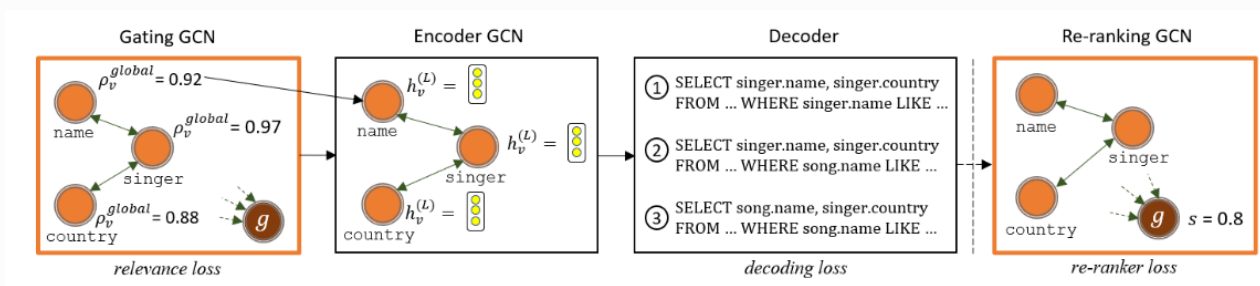 Gating GCN
Encoder GCN
Decoder
Re-ranking GCN
ρ_v^global = 0.92
name
ρ_v^global = 0.97
singer
ρ_v^global = 0.88
country
g
relevance loss
h_v^(L) =
name
h_v^(L) =
singer
h_v^(L) =
country
1 SELECT singer.name, singer.country
FROM ... WHERE singer.name LIKE ...
2 SELECT singer.name, singer.country
FROM ... WHERE song.name LIKE ...
3 SELECT song.name, singer.country
FROM ... WHERE song.name LIKE ...
decoding loss
name
singer
country
g s = 0.8
re-ranker loss